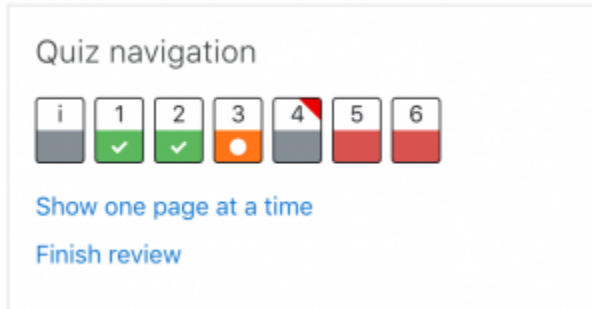 Quiz navigation
i 1 2 3 4 5 6
Show one page at a time
Finish review